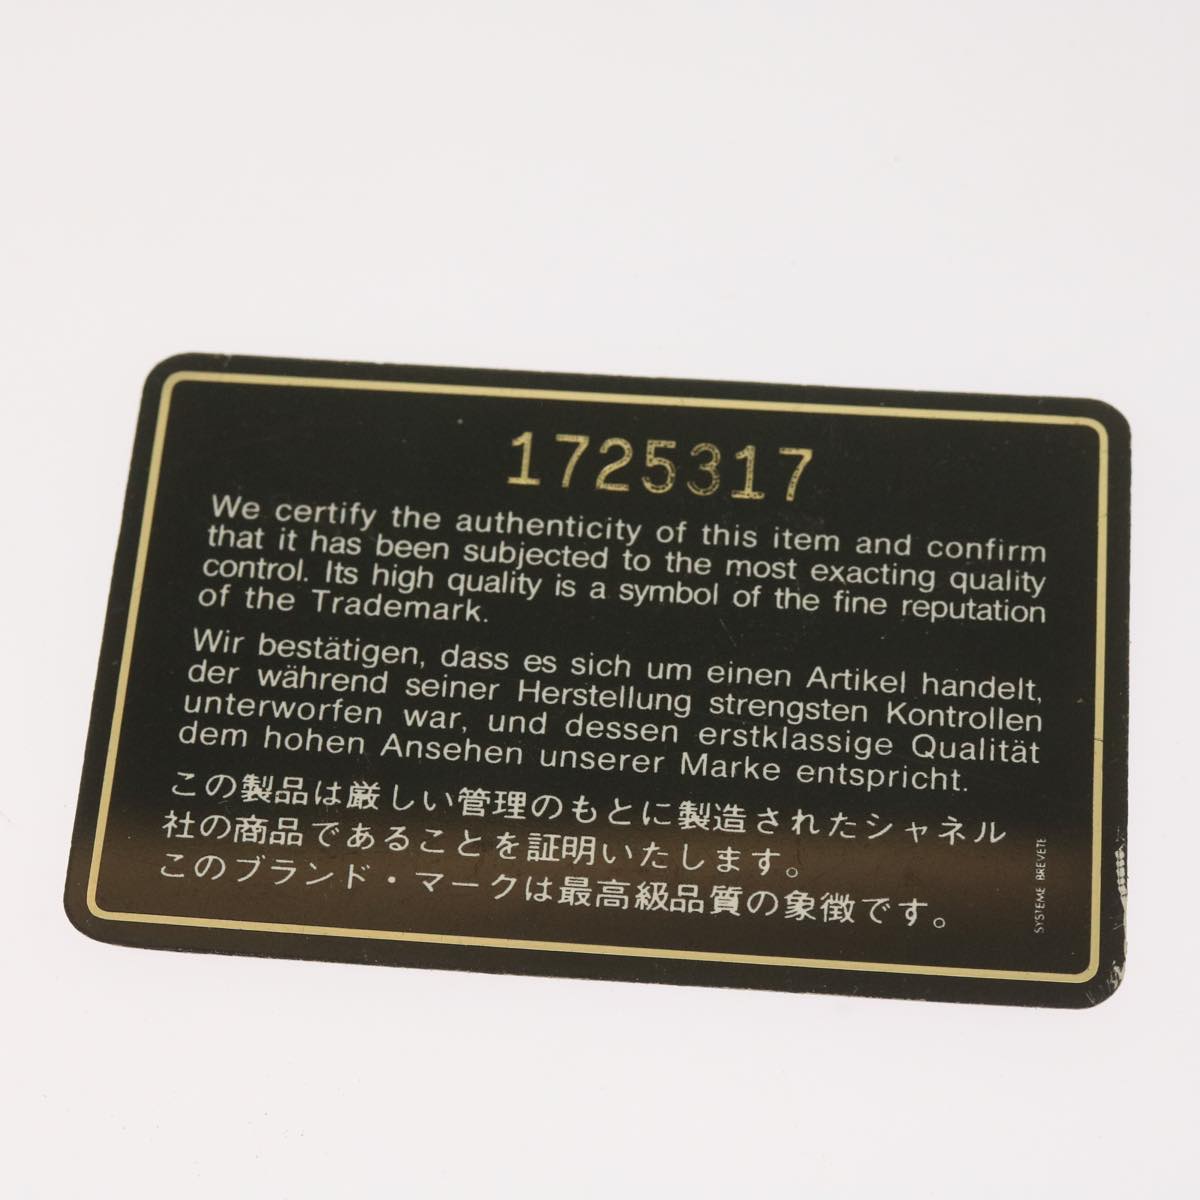 1725317
We certify the authenticity of this item and confirm
that it has been subjected to the most exacting quality
control. Its high quality is a symbol of the fine reputation
of the Trademark.
Wir bestätigen, dass es sich um einen Artikel handelt,
der während seiner Herstellung strengsten Kontrollen
unterworfen war, und dessen erstklassige Qualität
dem hohen Ansehen unserer Marke entspricht.
この製品は厳しい管理のもとに製造されたシャネル
社の商品であることを証明いたします。
このブランド・マークは最高級品質の象徴です。
SYSTEME BREVETE